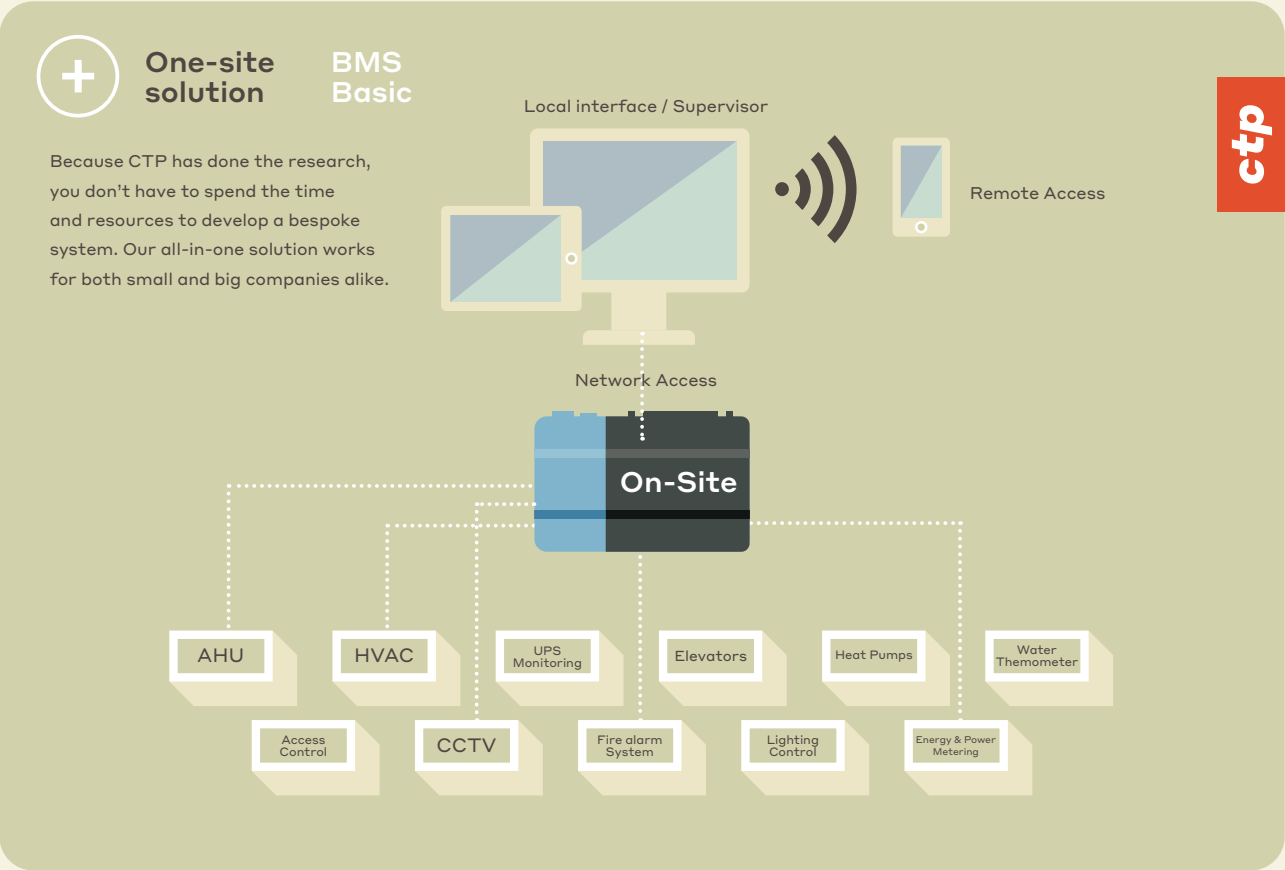 One-site
solution
BMS
Basic
Because CTP has done the research,
you don’t have to spend the time
and resources to develop a bespoke
system. Our all-in-one solution works
for both small and big companies alike.
Local interface / Supervisor
Remote Access
ctp
Network Access
On-Site
AHU
HVAC
UPS
Monitoring
Elevators
Heat Pumps
Water
Themometer
Access
Control
CCTV
Fire alarm
System
Lighting
Control
Energy & Power
Metering